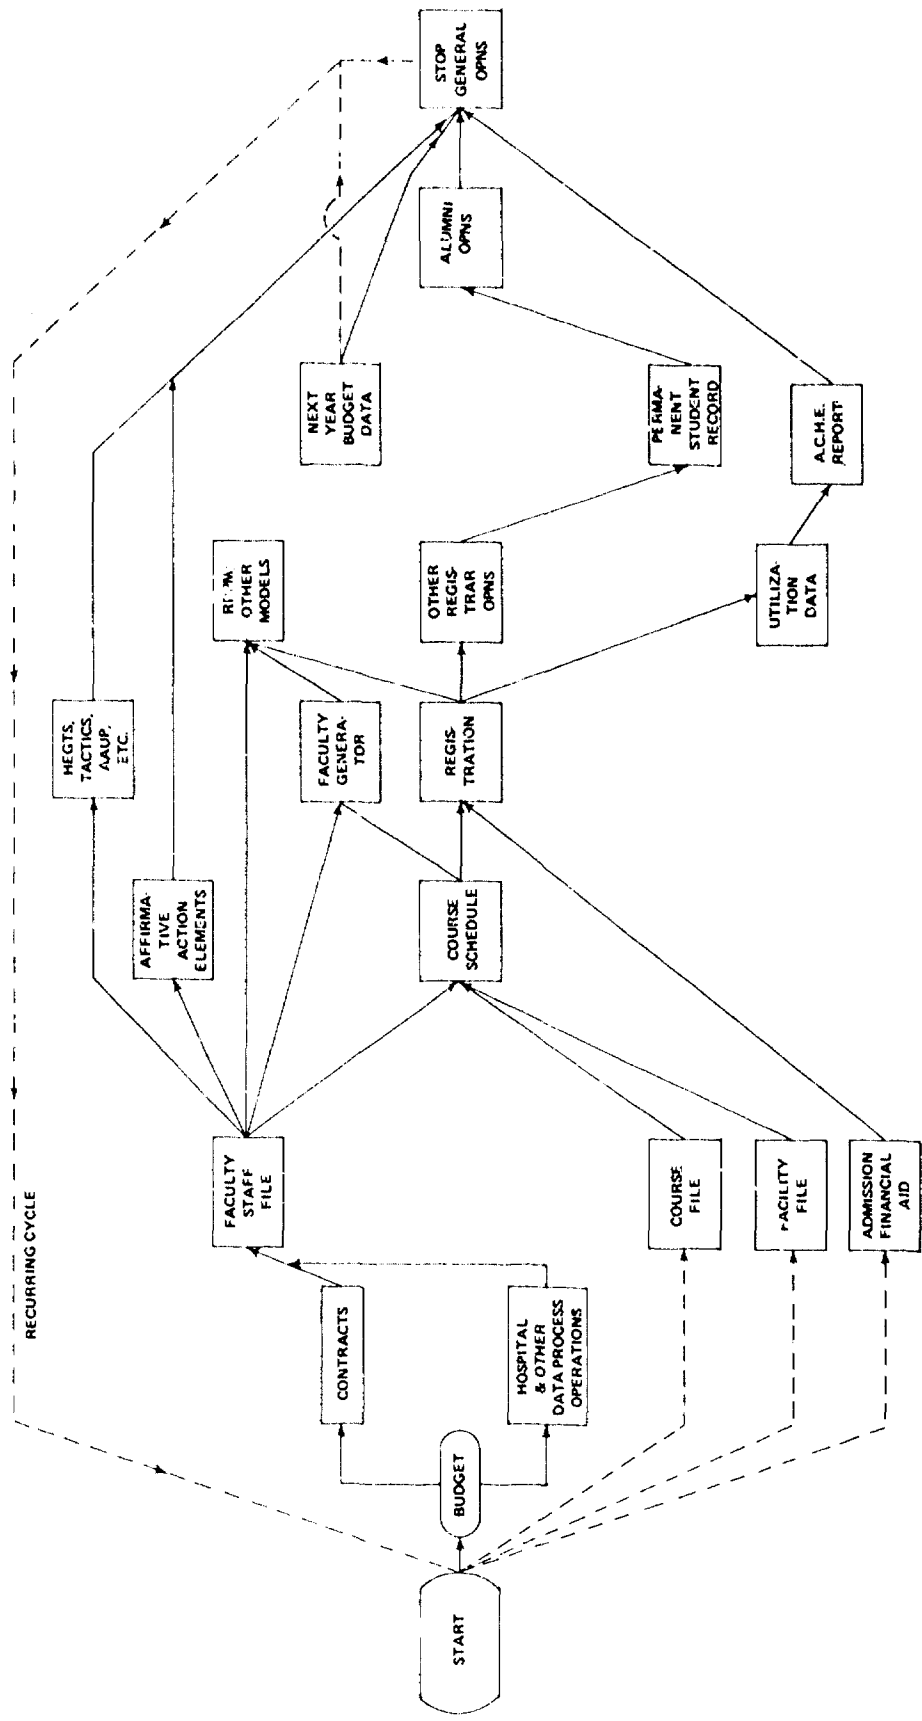 RECURRING CYCLE
START
BUDGET
CONTRACTS
HOSPITAL
& OTHER
DATA PROCESS
OPERATIONS
FACULTY
STAFF
FILE
COURSE
FILE
FACILITY
FILE
ADMISSION
FINANCIAL
AID
AFFIRMA-
TIVE
ACTION
ELEMENTS
HEGTS,
TACTICS,
AAUP,
ETC.
COURSE
SCHEDULE
FACULTY
GENERA-
TOR
REGIS-
TRATION
OTHER
MODELS
OTHER
REGIS-
TRAR
OPNS
UTILIZA-
TION
DATA
NEXT
YEAR
BUDGET
DATA
PERMA-
NENT
STUDENT
RECORD
A.C.H.E.
REPORT
ALUMNI
OPNS
STOP
GENERAL
OPNS